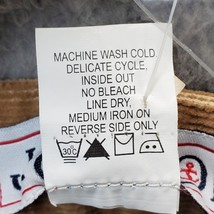 MACHINE WASH COLD
DELICATE CYCLE,
INSIDE OUT
NO BLEACH
LINE DRY,
MEDIUM IRON ON
REVERSE SIDE ONLY
30°C